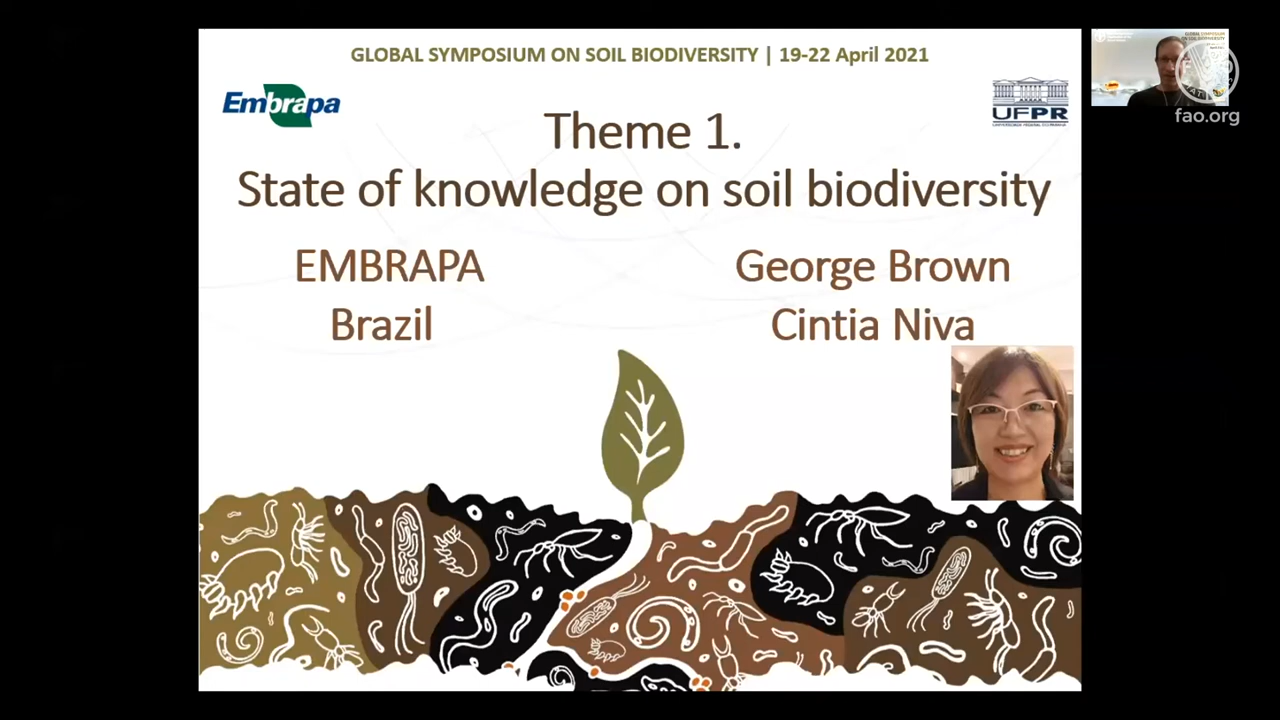 GLOBAL SYMPOSIUM ON SOIL BIODIVERSITY | 19-22 April 2021
Embrapa
UFPR
Theme 1.
State of knowledge on soil biodiversity
EMBRAPA
Brazil
George Brown
Cintia Niva
fao.org